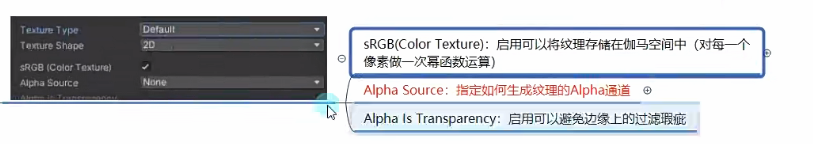 Texture Type Default
Texture Shape 2D
sRGB (Color Texture)
Alpha Source None
Alpha Is Transparency
sRGB(Color Texture)：启用可以将纹理存储在伽马空间中（对每一个
像素做一次幂函数运算）
Alpha Source：指定如何生成纹理的Alpha通道
Alpha Is Transparency：启用可以避免边缘上的过滤瑕疵